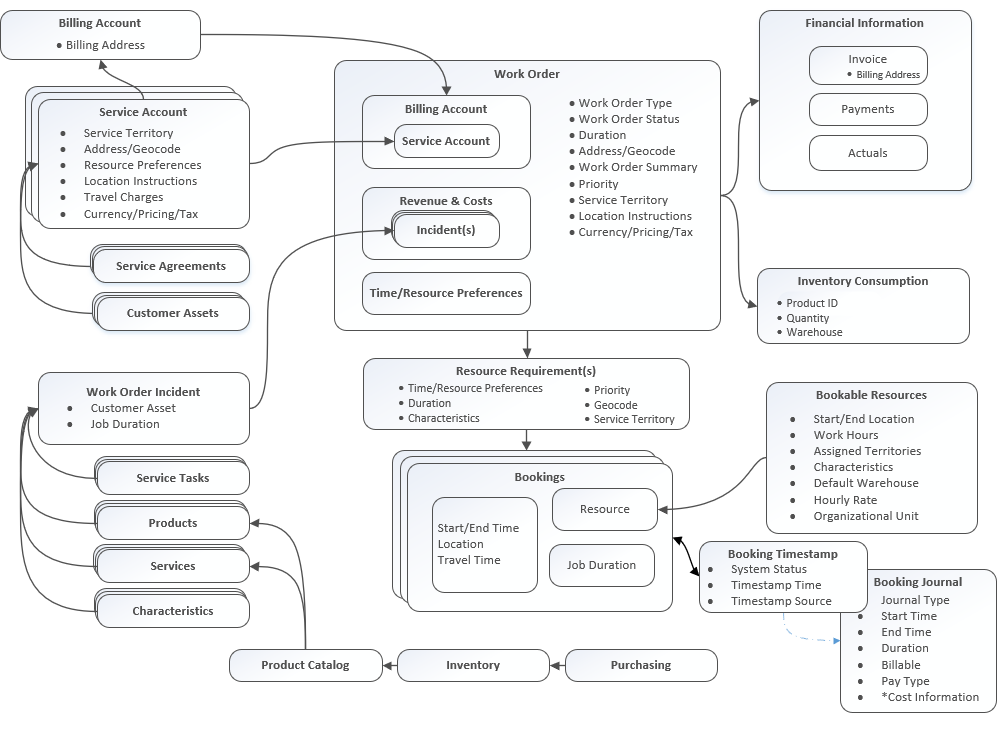 Billing Account
• Billing Address
Service Account
• Service Territory
• Address/Geocode
• Resource Preferences
• Location Instructions
• Travel Charges
• Currency/Pricing/Tax
Service Agreements
Customer Assets
Work Order Incident
• Customer Asset
• Job Duration
Service Tasks
Products
Services
Characteristics
Work Order
Billing Account
Service Account
Revenue & Costs
Incident(s)
Time/Resource Preferences
• Work Order Type
• Work Order Status
• Duration
• Address/Geocode
• Work Order Summary
• Priority
• Service Territory
• Location Instructions
• Currency/Pricing/Tax
Resource Requirement(s)
• Time/Resource Preferences
• Duration
• Characteristics
• Priority
• Geocode
• Service Territory
Bookings
Start/End Time
Location
Travel Time
Resource
Job Duration
Financial Information
Invoice
• Billing Address
Payments
Actuals
Inventory Consumption
• Product ID
• Quantity
• Warehouse
Bookable Resources
• Start/End Location
• Work Hours
• Assigned Territories
• Characteristics
• Default Warehouse
• Hourly Rate
• Organizational Unit
Booking Timestamp
• System Status
• Timestamp Time
• Timestamp Source
Booking Journal
Journal Type
• Start Time
• End Time
• Duration
• Billable
• Pay Type
• *Cost Information
Product Catalog
Inventory
Purchasing